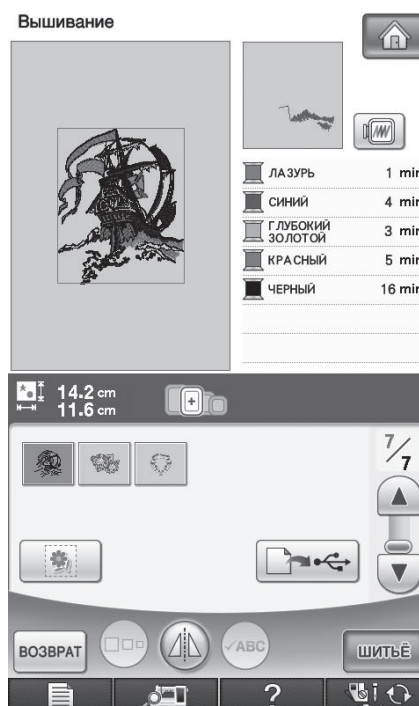 Вышивание
ЛАЗУРЬ 1 min
СИНИЙ 4 min
ГЛУБОКИЙ
ЗОЛОТОЙ 3 min
КРАСНЫЙ 5 min
ЧЕРНЫЙ 16 min
14.2 cm
11.6 cm
7/7
ВОЗВРАТ
ABC
ШИТЬЁ
?
i